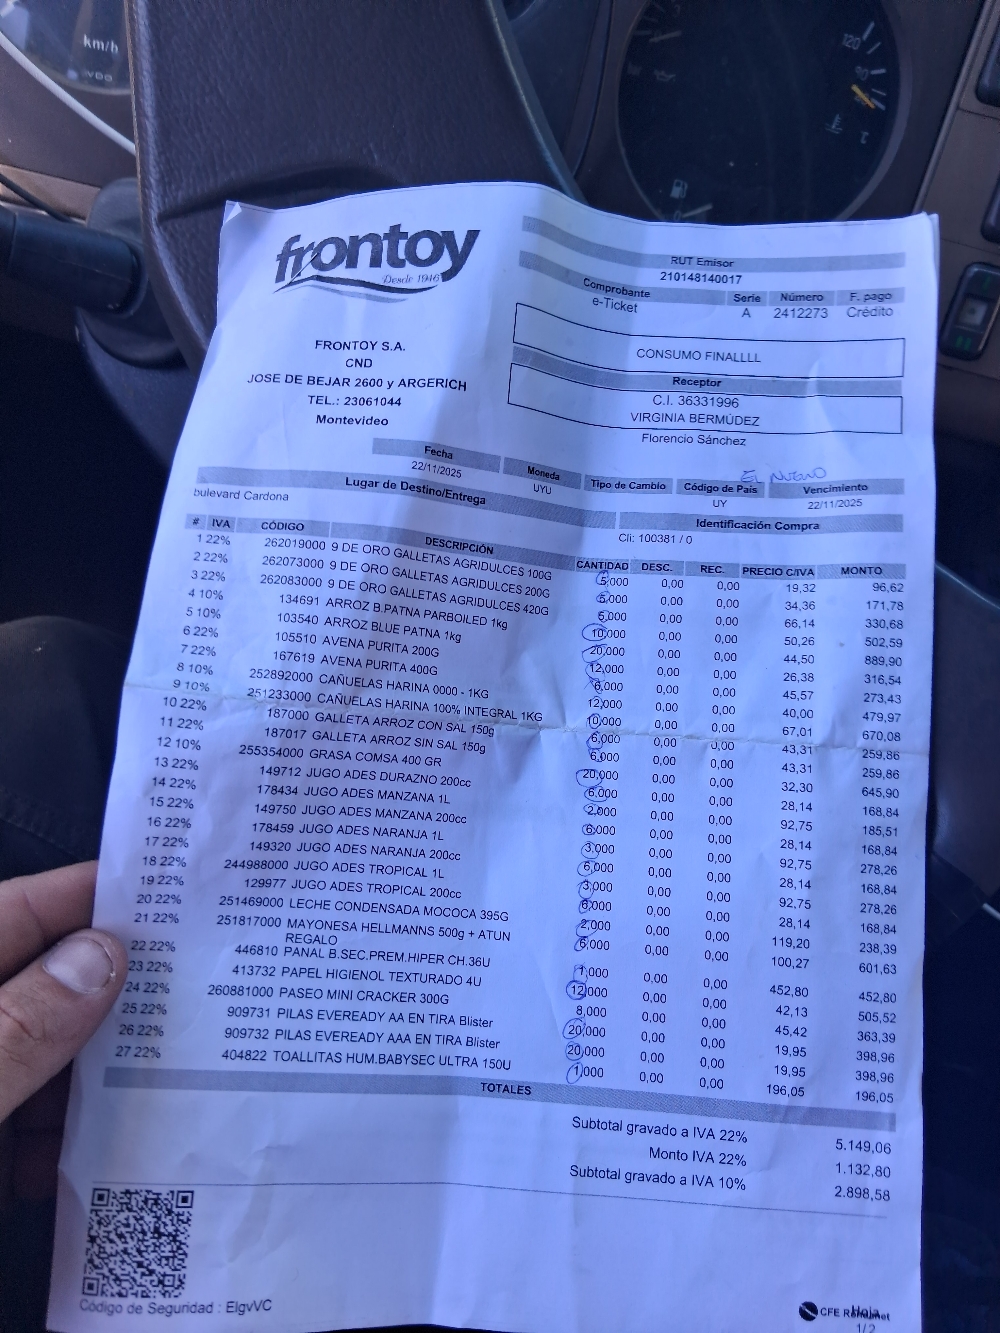 km/h
VDO
120
frontoy
Desde 1946
FRONTOY S.A.
CND
JOSE DE BEJAR 2600 y ARGERICH
TEL.: 23061044
Montevideo
RUT Emisor
210148140017
Comprobante Serie Número F. pago
e-Ticket A 2412273 Crédito
CONSUMO FINALLLL
Receptor
C.I. 36331996
VIRGINIA BERMÚDEZ
Florencio Sánchez
EL NUEVO
Fecha Moneda Tipo de Cambio Código de País Vencimiento
22/11/2025 UYU UY 22/11/2025
Lugar de Destino/Entrega Identificación Compra
bulevard Cardona Cli: 100381 / 0
# IVA CÓDIGO DESCRIPCIÓN CANTIDAD DESC. REC. PRECIO C/IVA MONTO
1 22% 262019000 9 DE ORO GALLETAS AGRIDULCES 100G 5,000 0,00 0,00 19,32 96,62
2 22% 262073000 9 DE ORO GALLETAS AGRIDULCES 200G 5,000 0,00 0,00 34,36 171,78
3 22% 262083000 9 DE ORO GALLETAS AGRIDULCES 420G 5,000 0,00 0,00 66,14 330,68
4 10% 134691 ARROZ B.PATNA PARBOILED 1kg 10,000 0,00 0,00 50,26 502,59
5 10% 103540 ARROZ BLUE PATNA 1kg 20,000 0,00 0,00 44,50 889,90
6 22% 105510 AVENA PURITA 200G 12,000 0,00 0,00 26,38 316,54
7 22% 167619 AVENA PURITA 400G 6,000 0,00 0,00 45,57 273,43
8 10% 252892000 CAÑUELAS HARINA 0000 - 1KG 12,000 0,00 0,00 40,00 479,97
9 10% 251233000 CAÑUELAS HARINA 100% INTEGRAL 1KG 10,000 0,00 0,00 67,01 670,08
10 22% 187000 GALLETA ARROZ CON SAL 150g 6,000 0,00 0,00 43,31 259,86
11 22% 187017 GALLETA ARROZ SIN SAL 150g 6,000 0,00 0,00 43,31 259,86
12 10% 255354000 GRASA COMSA 400 GR 20,000 0,00 0,00 32,30 645,90
13 22% 149712 JUGO ADES DURAZNO 200cc 6,000 0,00 0,00 28,14 168,84
14 22% 178434 JUGO ADES MANZANA 1L 2,000 0,00 0,00 92,75 185,51
15 22% 149750 JUGO ADES MANZANA 200cc 6,000 0,00 0,00 28,14 168,84
16 22% 178459 JUGO ADES NARANJA 1L 3,000 0,00 0,00 92,75 278,26
17 22% 149320 JUGO ADES NARANJA 200cc 6,000 0,00 0,00 28,14 168,84
18 22% 244988000 JUGO ADES TROPICAL 1L 3,000 0,00 0,00 92,75 278,26
19 22% 129977 JUGO ADES TROPICAL 200cc 6,000 0,00 0,00 28,14 168,84
20 22% 251469000 LECHE CONDENSADA MOCOCA 395G 2,000 0,00 0,00 119,20 238,39
21 22% 251817000 MAYONESA HELLMANNS 500g + ATUN 6,000 0,00 0,00 100,27 601,63
REGALO
22 22% 446810 PANAL B.SEC.PREM.HIPER CH.36U 1,000 0,00 0,00 452,80 452,80
23 22% 413732 PAPEL HIGIENOL TEXTURADO 4U 12,000 0,00 0,00 42,13 505,52
24 22% 260881000 PASEO MINI CRACKER 300G 8,000 0,00 0,00 45,42 363,39
25 22% 909731 PILAS EVEREADY AA EN TIRA Blister 20,000 0,00 0,00 19,95 398,96
26 22% 909732 PILAS EVEREADY AAA EN TIRA Blister 20,000 0,00 0,00 19,95 398,96
27 22% 404822 TOALLITAS HUM.BABYSEC ULTRA 150U 1,000 0,00 0,00 196,05 196,05
TOTALES
Subtotal gravado a IVA 22% 5.149,06
Monto IVA 22% 1.132,80
Subtotal gravado a IVA 10% 2.898,58
Código de Seguridad : ElgvVC
CFE
Hoja
1/2